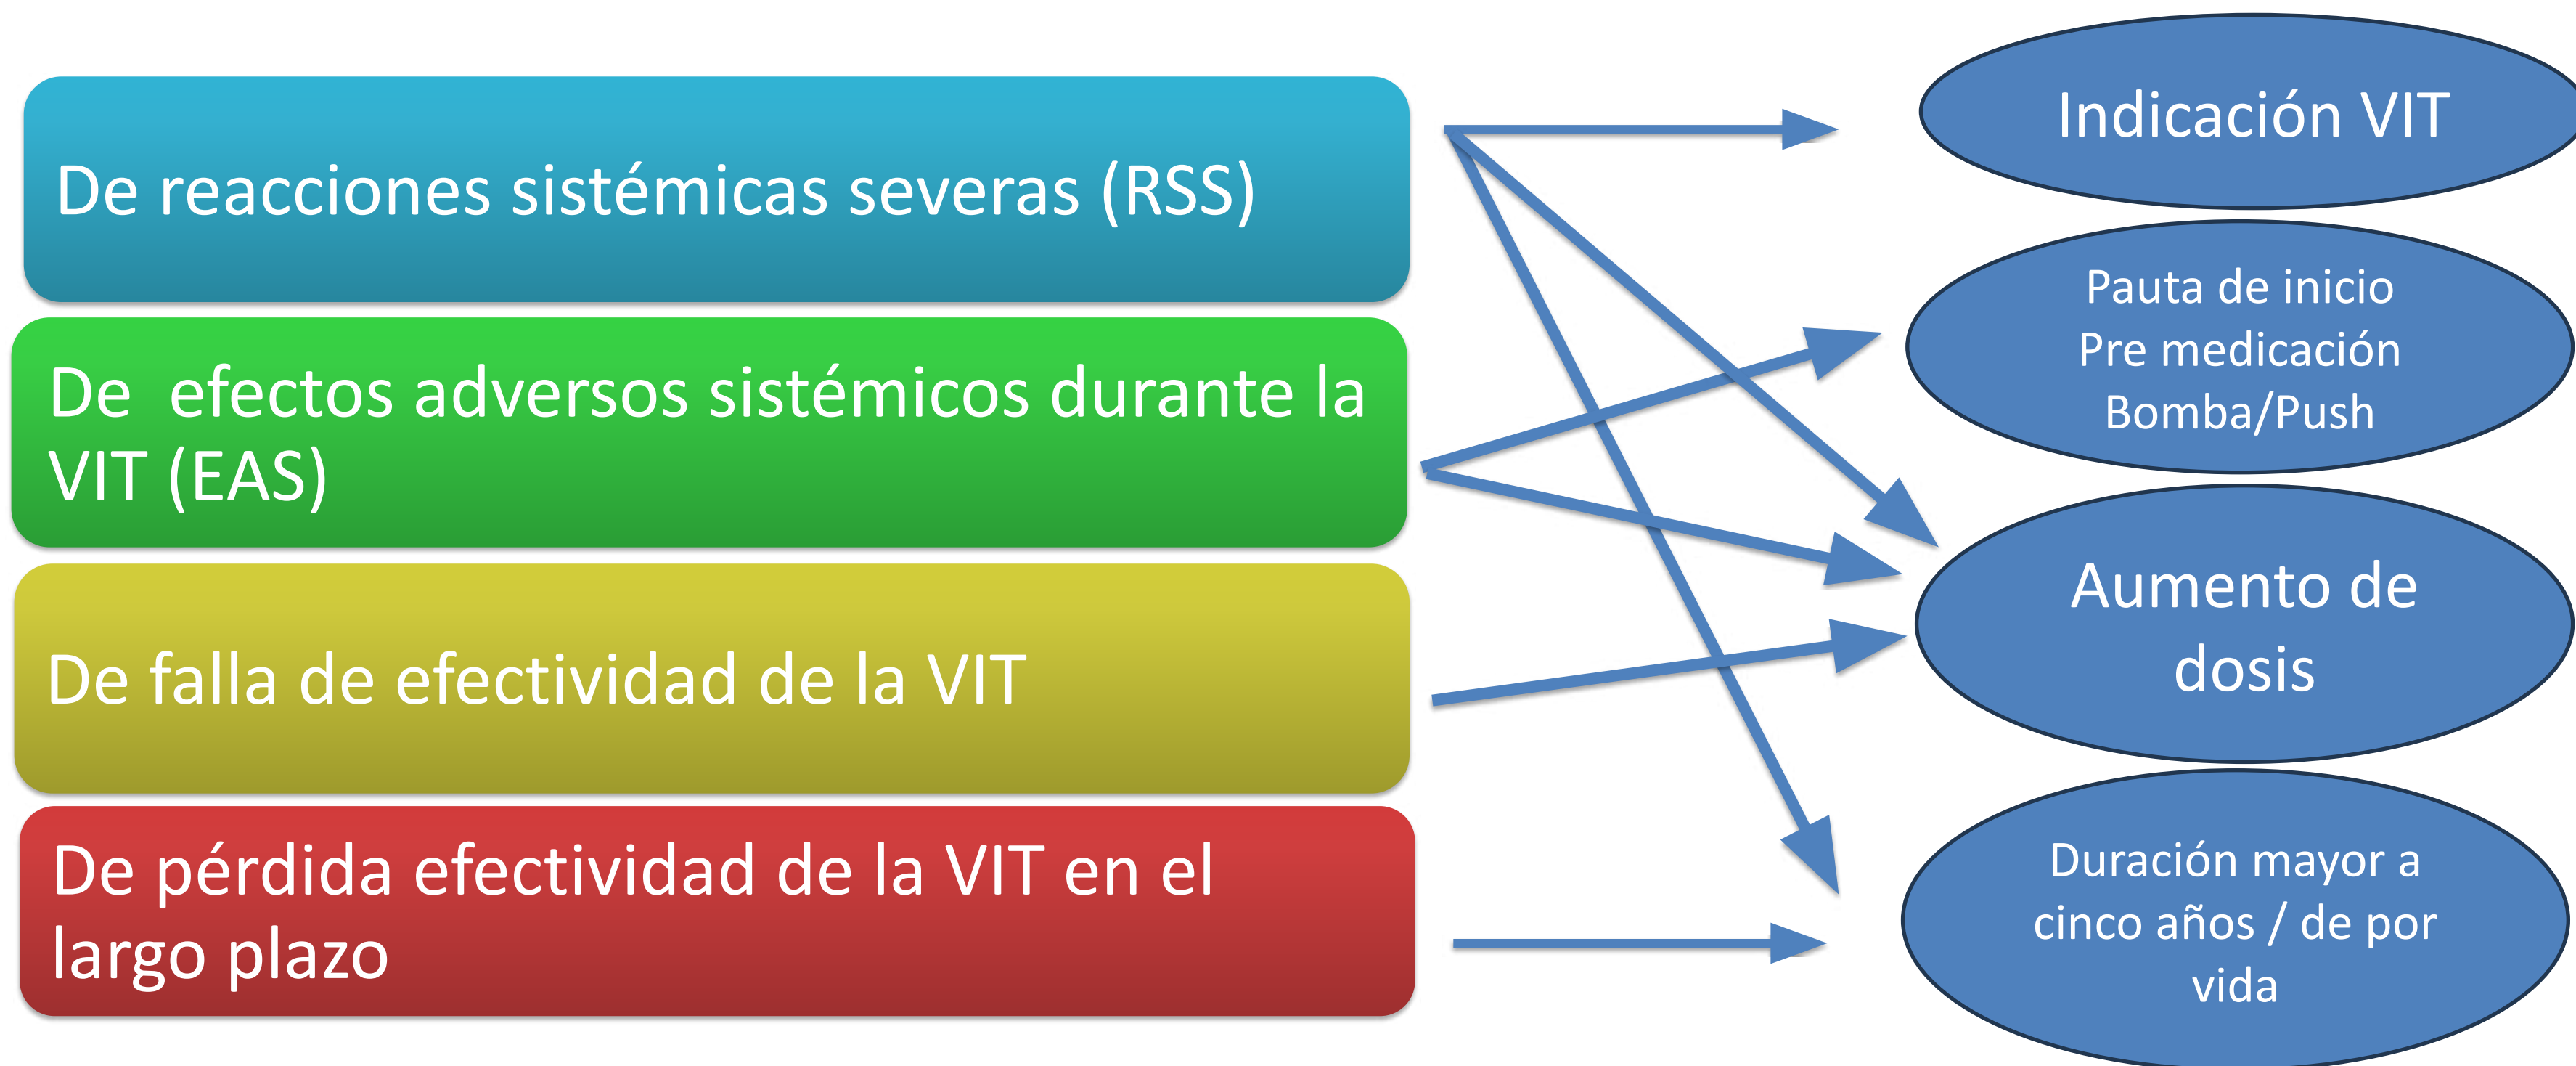 De reacciones sistémicas severas (RSS)
De efectos adversos sistémicos durante la
VIT (EAS)
De falla de efectividad de la VIT
De pérdida efectividad de la VIT en el
largo plazo
Indicación VIT
Pauta de inicio
Pre medicación
Bomba/Push
Aumento de
dosis
Duración mayor a
cinco años / de por
vida